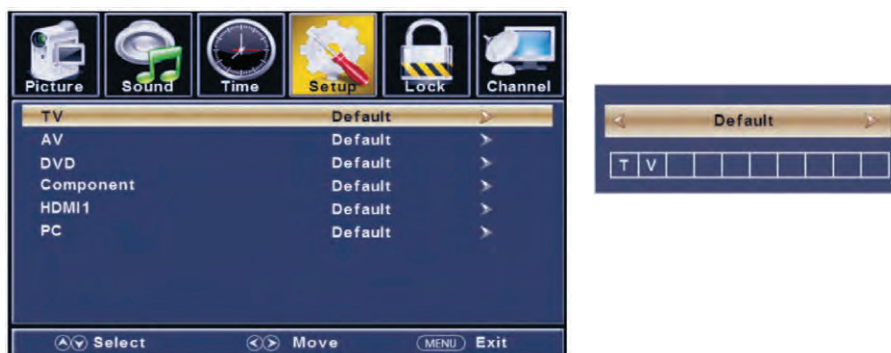 Picture Sound Time Setup Lock Channel
TV Default
AV Default
DVD Default
Component Default
HDMI1 Default
PC Default
Select Move MENU Exit
Default
T V